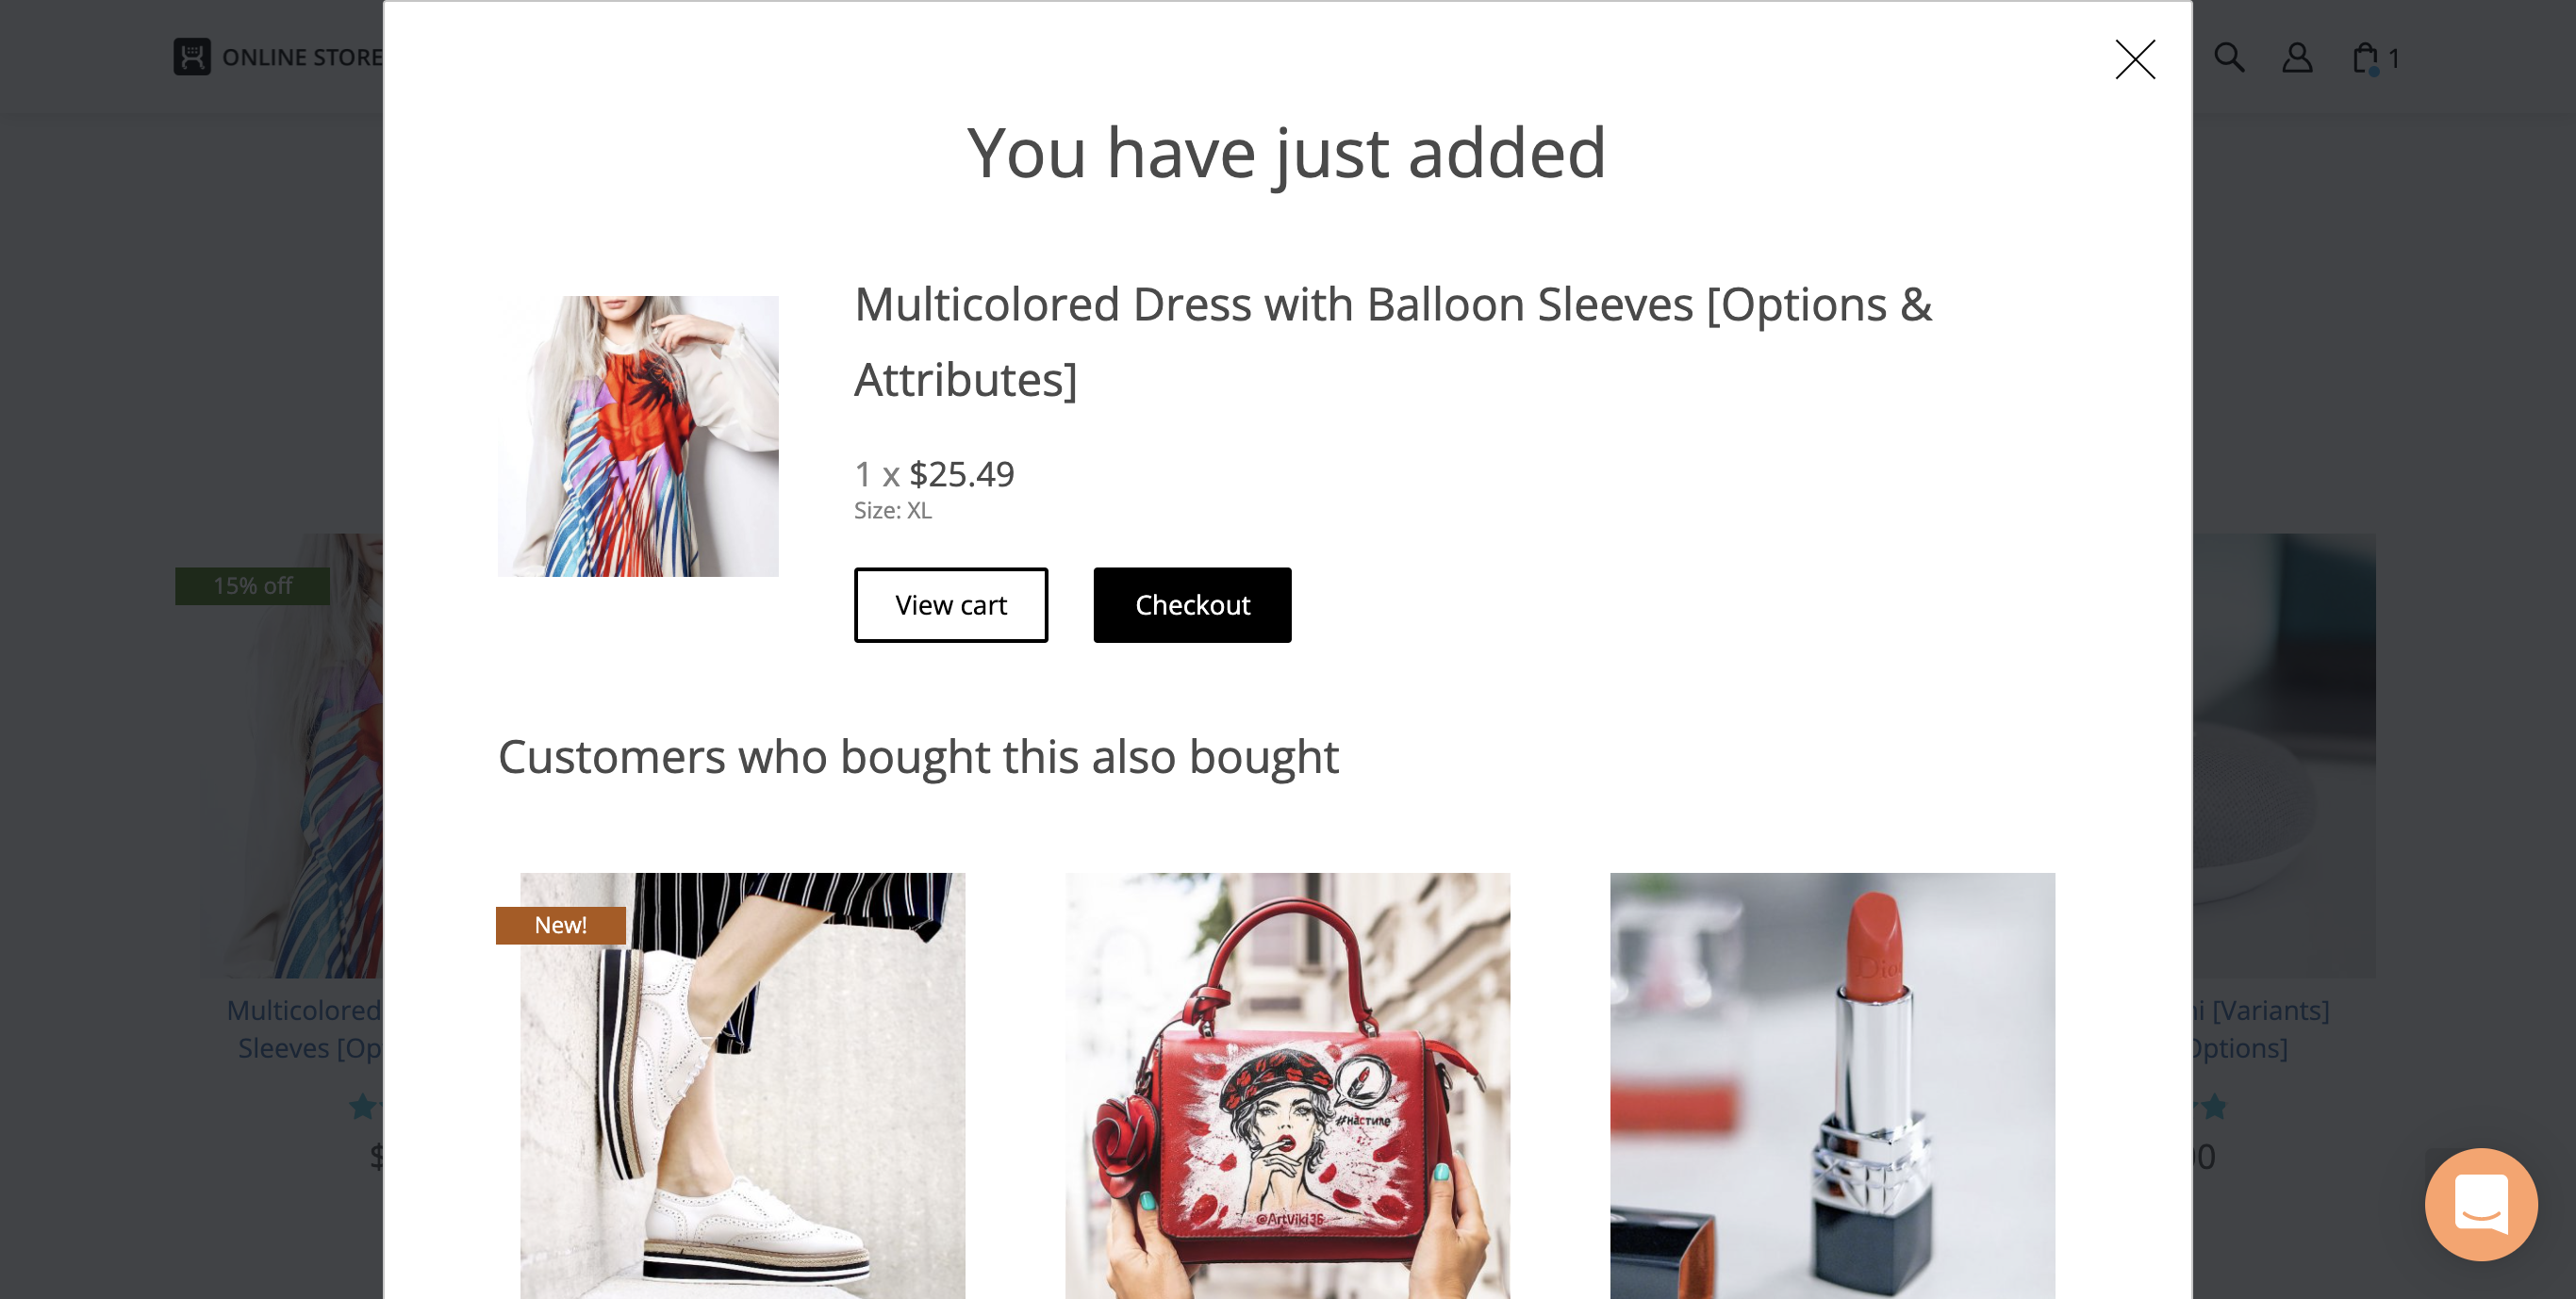 ONLINE STORE
1
You have just added
Multicolored Dress with Balloon Sleeves [Options &
Attributes]
1 x $25.49
Size: XL
View cart
Checkout
15% off
Customers who bought this also bought
New!
#настиле
@ArtViki36
Dior
Multicolored
Sleeves [Op
$
i [Variants]
Options]
00